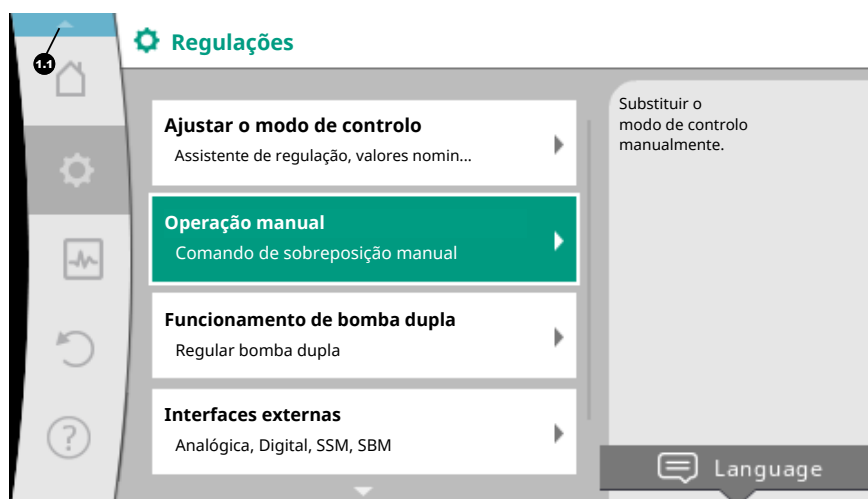 1.1
Regulações
Ajustar o modo de controlo
Assistente de regulação, valores nomin...
Operação manual
Comando de sobreposição manual
Funcionamento de bomba dupla
Regular bomba dupla
Interfaces externas
Analógica, Digital, SSM, SBM
Substituir o
modo de controlo
manualmente.
?
Language